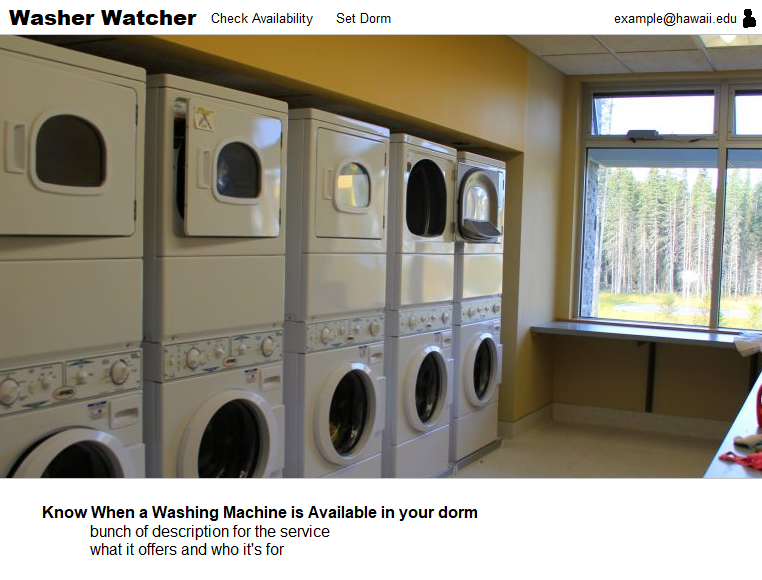 Washer Watcher Check Availability Set Dorm example@hawaii.edu
Know When a Washing Machine is Available in your dorm
bunch of description for the service
what it offers and who it's for